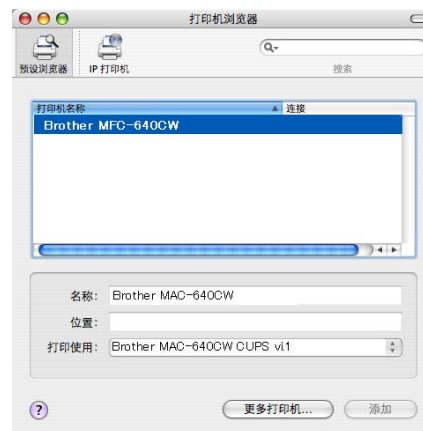 打印机浏览器
预设浏览器 IP 打印机 搜索
打印机名称 连接
Brother MFC-640CW
名称: Brother MAC-640CW
位置:
打印使用: Brother MAC-640CW CUPS v1.1
? 更多打印机... 添加